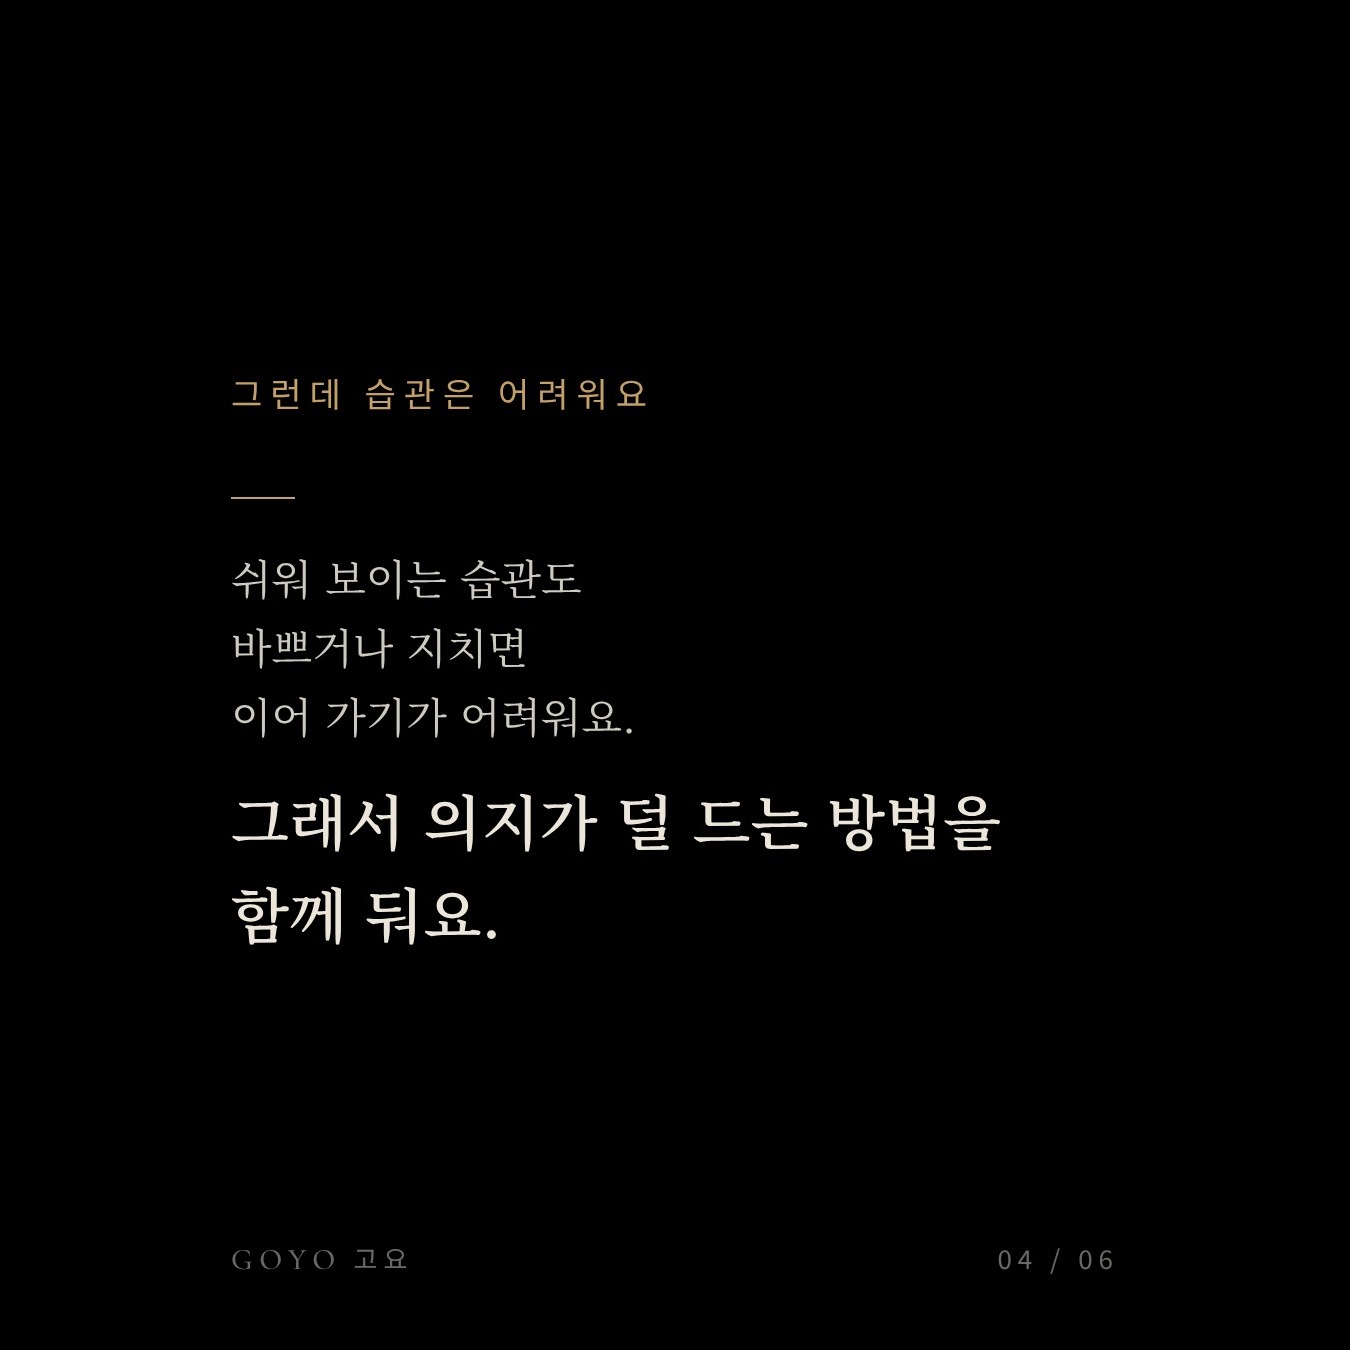 그런데 습관은 어려워요
쉬워 보이는 습관도
바쁘거나 지치면
이어 가기가 어려워요.
그래서 의지가 덜 드는 방법을
함께 둬요.
GOYO 고요
04 / 06